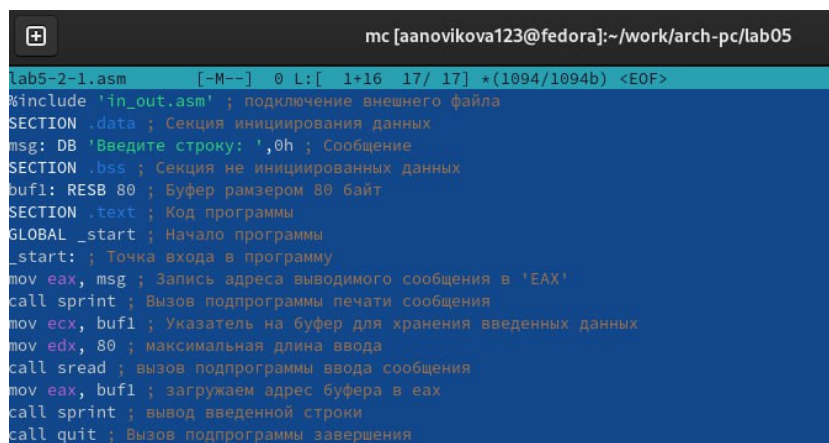 mc [aanovikova123@fedora]:~/work/arch-pc/lab05
lab5-2-1.asm [-M--] 0 L:[ 1+16 17/ 17] *(1094/1094b) <EOF>
%include 'in_out.asm' ; подключение внешнего файла
SECTION .data ; Секция инициирования данных
msg: DB 'Введите строку: ',0h ; Сообщение
SECTION .bss ; Секция не инициированных данных
buf1: RESB 80 ; Буфер рамзером 80 байт
SECTION .text ; Код программы
GLOBAL _start ; Начало программы
_start: ; Точка входа в программу
mov eax, msg ; Запись адреса выводимого сообщения в 'EAX'
call sprint ; Вызов подпрограммы печати сообщения
mov ecx, buf1 ; Указатель на буфер для хранения введенных данных
mov edx, 80 ; максимальная длина ввода
call sread ; вызов подпрограммы ввода сообщения
mov eax, buf1 ; загружаем адрес буфера в eax
call sprint ; вывод введенной строки
call quit ; Вызов подпрограммы завершения